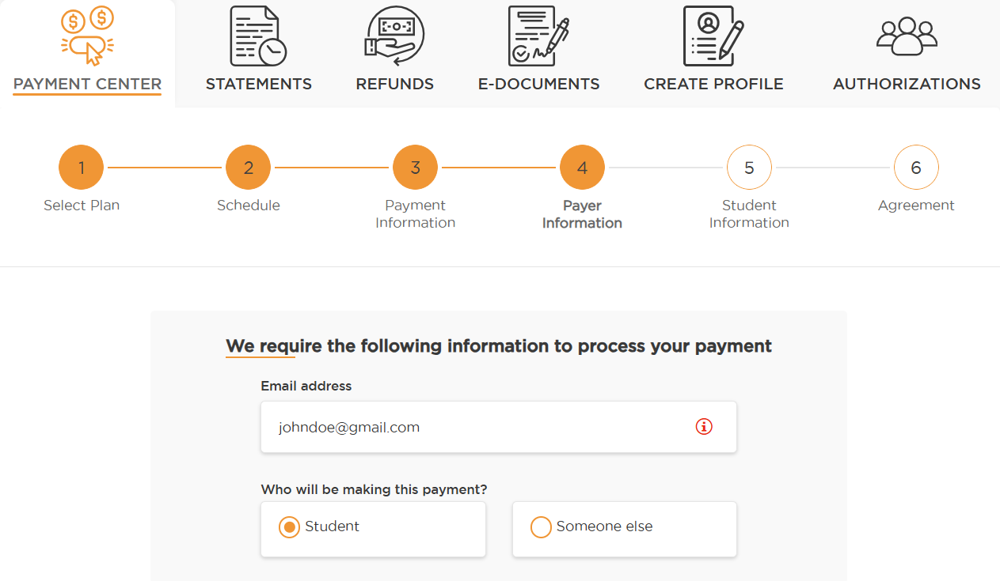 PAYMENT CENTER
STATEMENTS
REFUNDS
E-DOCUMENTS
CREATE PROFILE
AUTHORIZATIONS
1
2
3
4
5
6
Select Plan
Schedule
Payment
Information
Payer
Information
Student
Information
Agreement
We require the following information to process your payment
Email address
johndoe@gmail.com
Who will be making this payment?
Student
Someone else